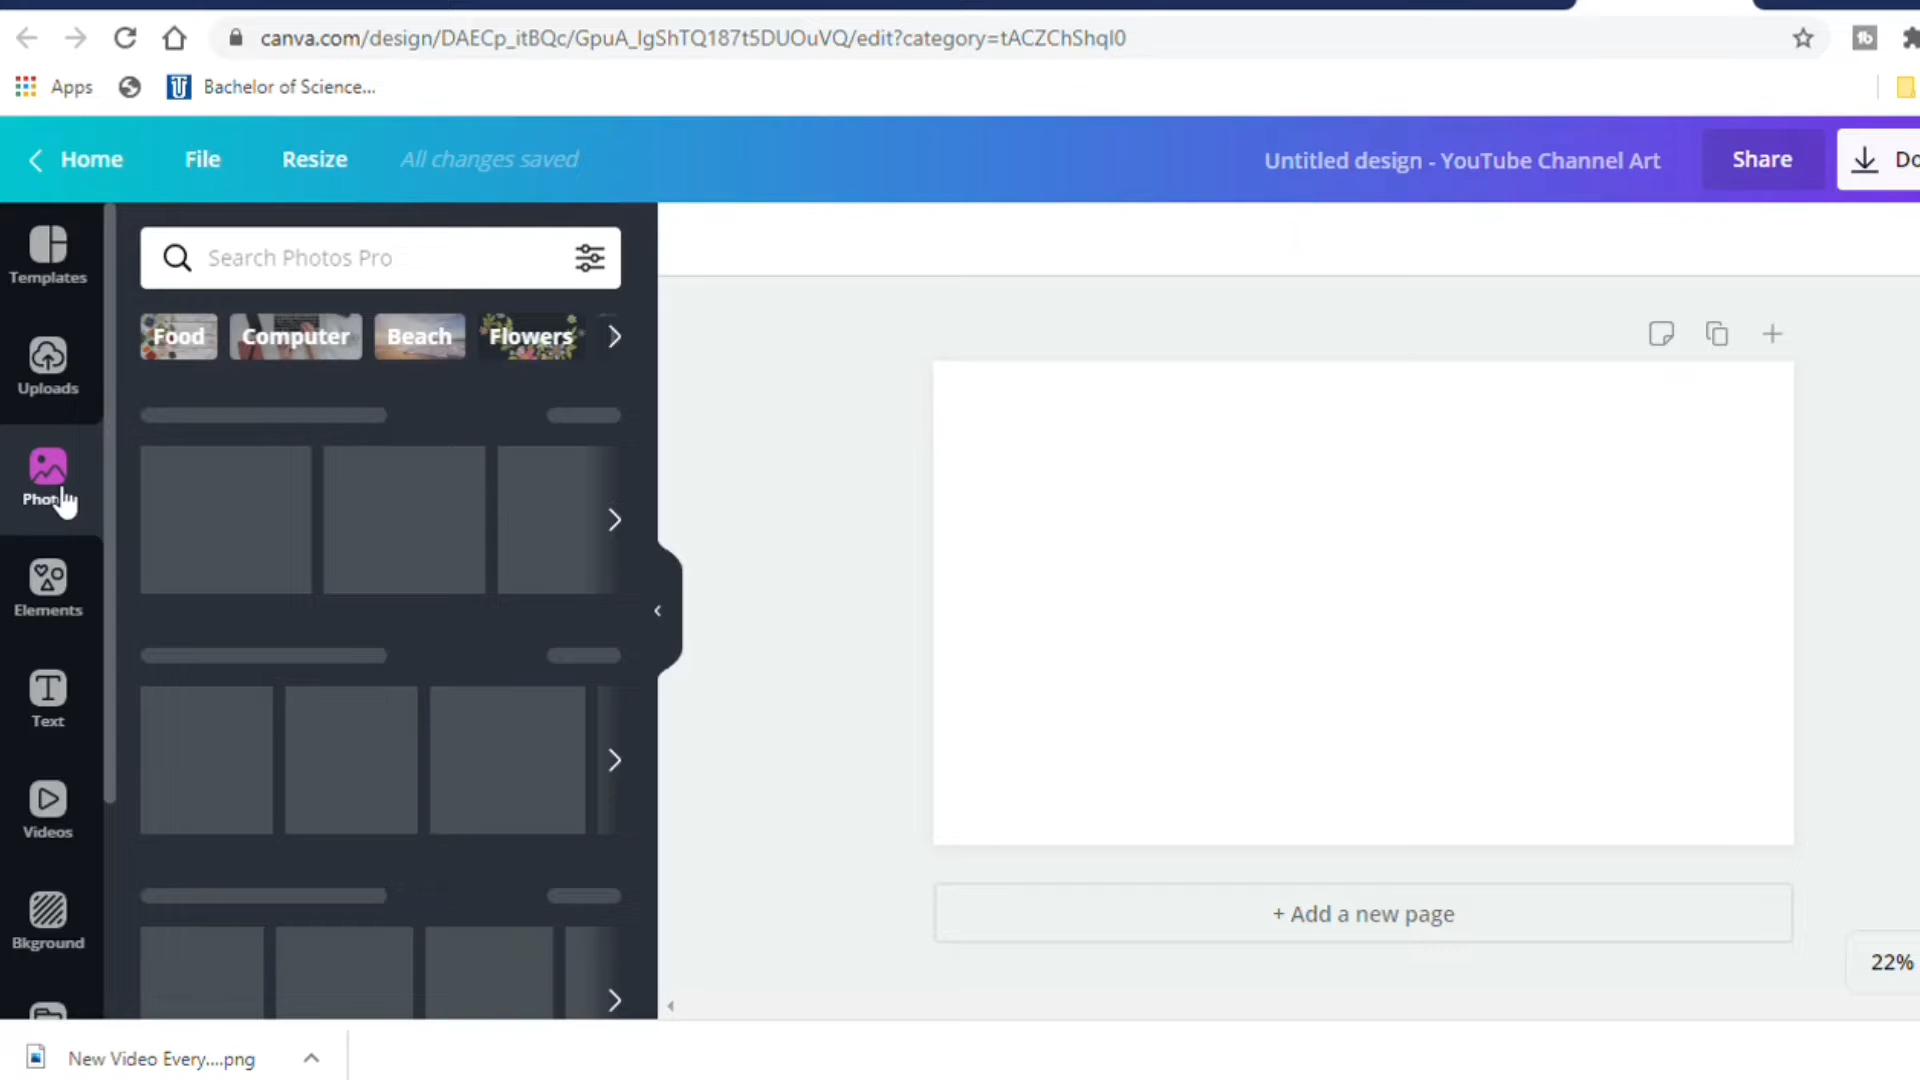 canva.com/design/DAECp_itBQc/GpuA_IgShTQ187t5DUOuVQ/edit?category=tACZChShqI0
Apps
Bachelor of Science...
Home
File
Resize
All changes saved
Untitled design - YouTube Channel Art
Share
Do
Templates
Search Photos Pro
Food
Computer
Beach
Flowers
Uploads
Elements
Text
Videos
Bkground
+ Add a new page
22%
New Video Every....png